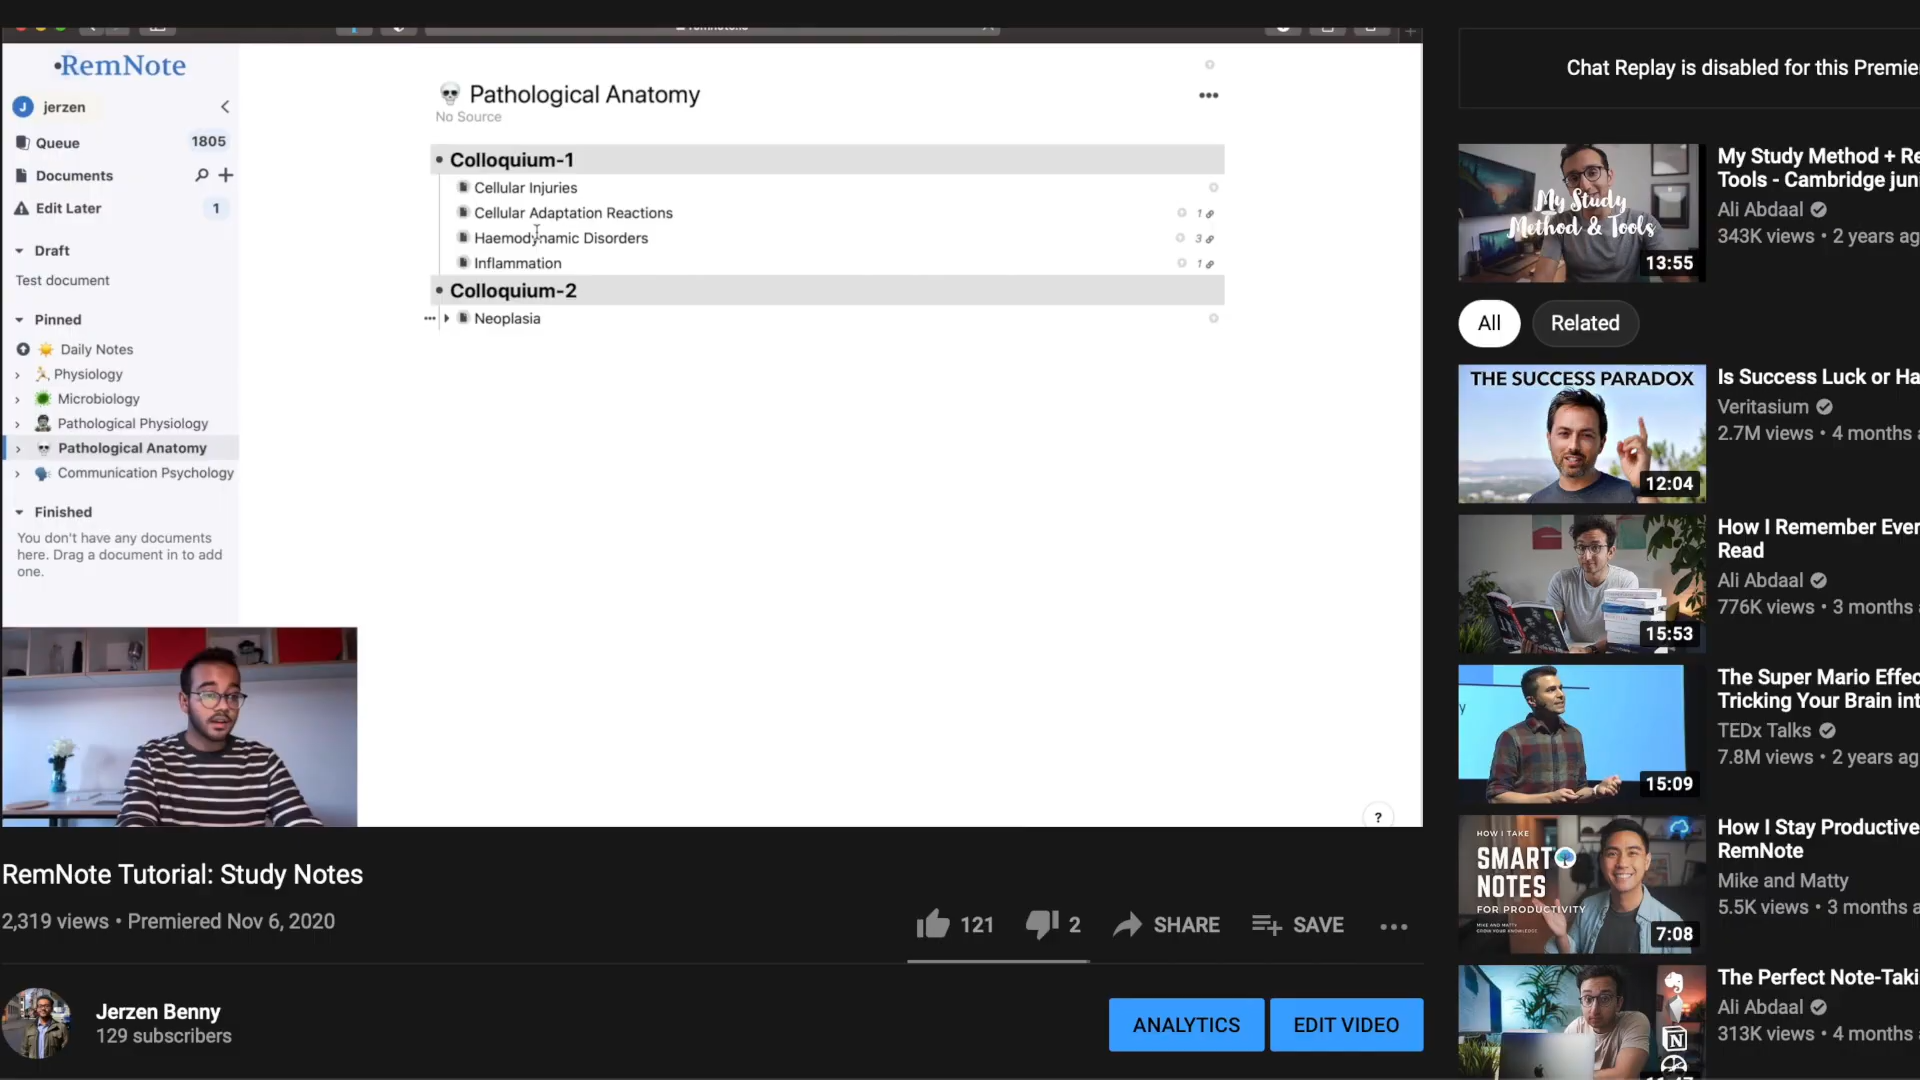 RemNote
J jerzen
Queue 1805
Documents
Edit Later 1
Draft
Test document
Pinned
Daily Notes
Physiology
Microbiology
Pathological Physiology
Pathological Anatomy
Communication Psychology
Finished
You don't have any documents
here. Drag a document in to add
one.
Pathological Anatomy
No Source
Colloquium-1
Cellular Injuries
Cellular Adaptation Reactions 1
Haemodynamic Disorders 3
Inflammation 1
Colloquium-2
Neoplasia
?
RemNote Tutorial: Study Notes
2,319 views • Premiered Nov 6, 2020
121 2 SHARE SAVE
Jerzen Benny
129 subscribers
ANALYTICS EDIT VIDEO
Chat Replay is disabled for this Premie
My Study
Method & Tools
13:55
My Study Method + Re
Tools - Cambridge juni
Ali Abdaal
343K views • 2 years ag
All Related
THE SUCCESS PARADOX
12:04
Is Success Luck or Ha
Veritasium
2.7M views • 4 months a
15:53
How I Remember Ever
Read
Ali Abdaal
776K views • 3 months a
y
15:09
The Super Mario Effec
Tricking Your Brain int
TEDx Talks
7.8M views • 2 years ag
HOW I TAKE
SMART
NOTES
FOR PRODUCTIVITY
MIKE AND MATTY
7:08
How I Stay Productive
RemNote
Mike and Matty
5.5K views • 3 months a
The Perfect Note-Taki
Ali Abdaal
313K views • 4 months a